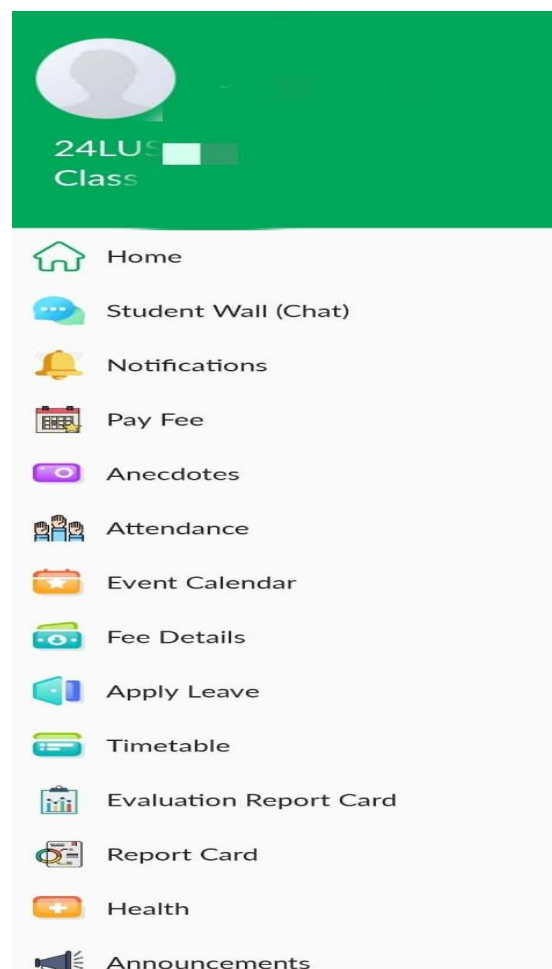 24LUS
Class
Home
Student Wall (Chat)
Notifications
Pay Fee
Anecdotes
Attendance
Event Calendar
Fee Details
Apply Leave
Timetable
Evaluation Report Card
Report Card
Health
Announcements